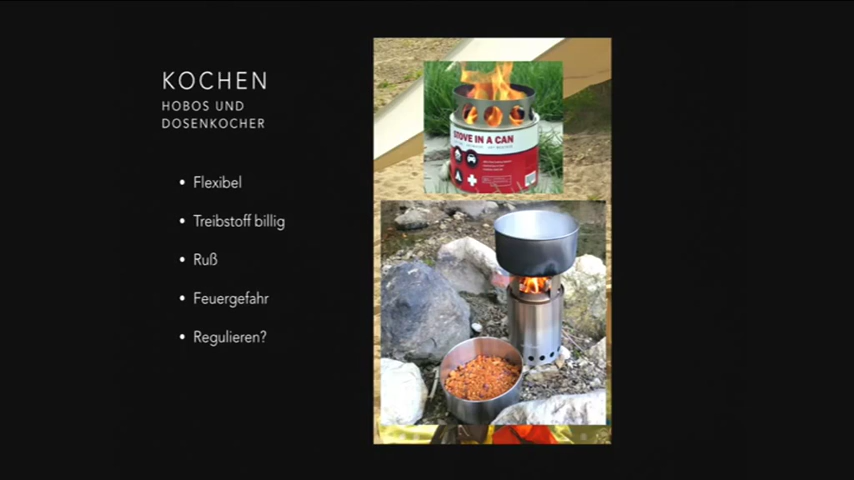 KOCHEN
HOBOS UND
DOSENKOCHER
• Flexibel
• Treibstoff billig
• Ruß
• Feuergefahr
• Regulieren?
STOVE IN A CAN